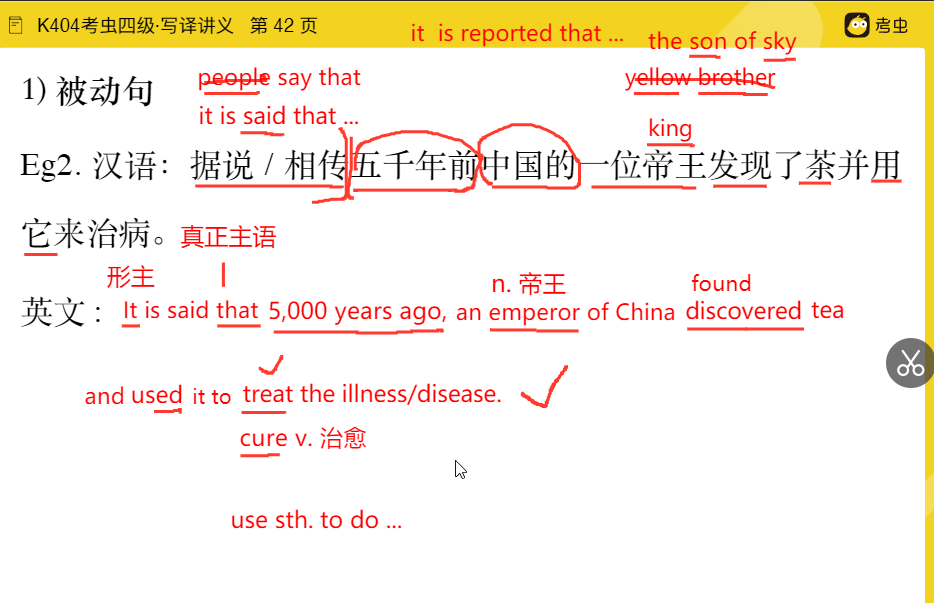 K404考虫四级·写译讲义 第 42 页
考虫
it is reported that ...
the son of sky
1) 被动句
people say that
yellow brother
it is said that ...
king
Eg2. 汉语：据说 / 相传五千年前中国的一位帝王发现了茶并用
它来治病。真正主语
形主
n. 帝王
found
英文： It is said that 5,000 years ago, an emperor of China discovered tea
and used it to treat the illness/disease.
cure v. 治愈
use sth. to do ...